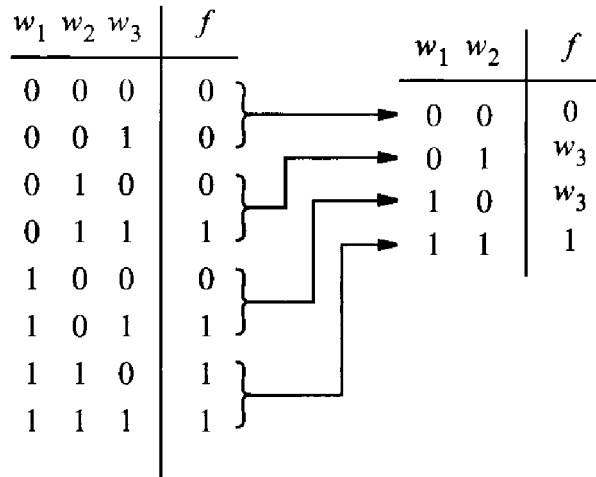 w1 w2 w3 f
0 0 0 0
0 0 1 0
0 1 0 0
0 1 1 1
1 0 0 0
1 0 1 1
1 1 0 1
1 1 1 1
w1 w2 f
0 0 0
0 1 w3
1 0 w3
1 1 1